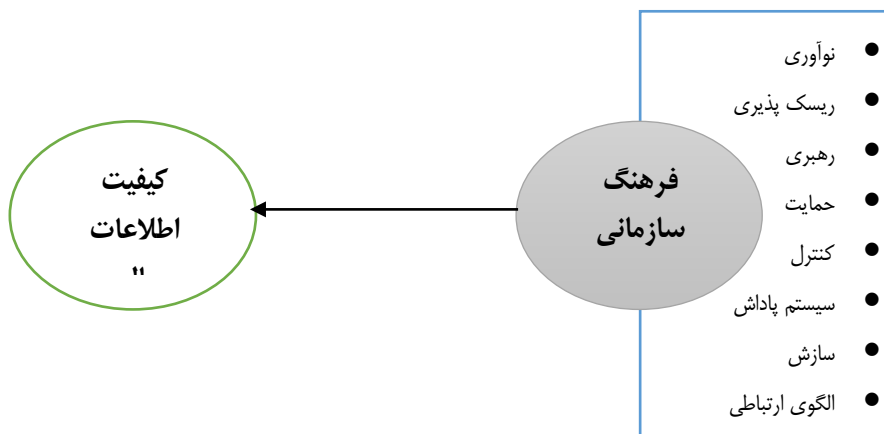 نوآوری
ریسک پذیری
رهبری
حمایت
کنترل
سیستم پاداش
سازش
الگوی ارتباطی
فرهنگ
سازمانی
کیفیت
اطلاعات